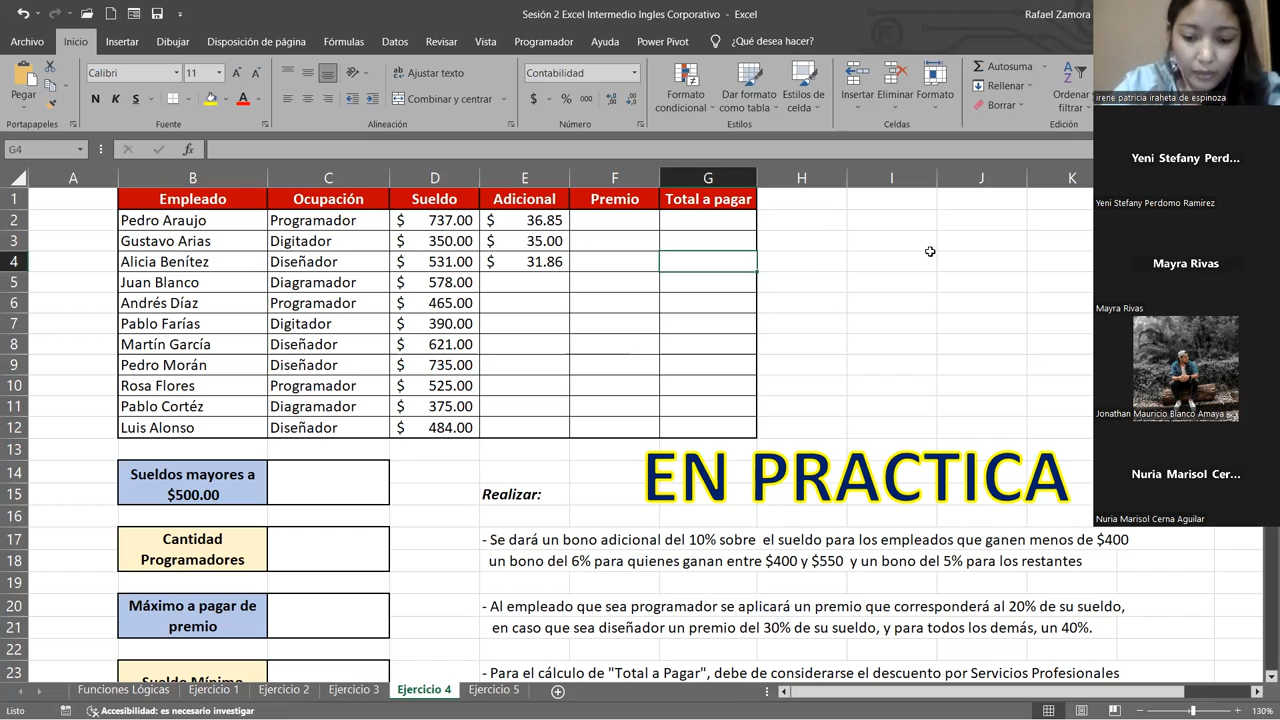 Sesión 2 Excel Intermedio Ingles Corporativo - Excel
Rafael Zamora
Archivo Inicio Insertar Dibujar Disposición de página Fórmulas Datos Revisar Vista Programador Ayuda Power Pivot ¿Qué desea hacer?
Pegar
Calibri 11
N K S
Ajustar texto
Combinar y centrar
Contabilidad
$ % 000
Formato condicional
Dar formato como tabla
Estilos de celda
Insertar Eliminar Formato
Autosuma
Rellenar
Borrar
Ordenar filtrar
Portapapeles Fuente Alineación Número Estilos Celdas Edición
irene patricia iraheta de espinoza
G4 fx
A B C D E F G H I J K
1 Empleado Ocupación Sueldo Adicional Premio Total a pagar
2 Pedro Araujo Programador $ 737.00 $ 36.85
3 Gustavo Arias Digitador $ 350.00 $ 35.00
4 Alicia Benítez Diseñador $ 531.00 $ 31.86
5 Juan Blanco Diagramador $ 578.00
6 Andrés Díaz Programador $ 465.00
7 Pablo Farías Digitador $ 390.00
8 Martín García Diseñador $ 621.00
9 Pedro Morán Diseñador $ 735.00
10 Rosa Flores Programador $ 525.00
11 Pablo Cortéz Diagramador $ 375.00
12 Luis Alonso Diseñador $ 484.00
13
14 Sueldos mayores a
15 $500.00
Realizar:
EN PRACTICA
16
17 Cantidad
18 Programadores
- Se dará un bono adicional del 10% sobre el sueldo para los empleados que ganen menos de $400
un bono del 6% para quienes ganan entre $400 y $550 y un bono del 5% para los restantes
19
20 Máximo a pagar de
21 premio
- Al empleado que sea programador se aplicará un premio que corresponderá al 20% de su sueldo,
en caso que sea diseñador un premio del 30% de su sueldo, y para todos los demás, un 40%.
22
23 Sueldo Mínimo
- Para el cálculo de "Total a Pagar", debe de considerarse el descuento por Servicios Profesionales
Yeni Stefany Perd...
Yeni Stefany Perdomo Ramirez
Mayra Rivas
Mayra Rivas
Jonathan Mauricio Blanco Amaya
Nuria Marisol Cer...
Nuria Marisol Cerna Aguilar
Funciones Lógicas Ejercicio 1 Ejercicio 2 Ejercicio 3 Ejercicio 4 Ejercicio 5
Listo Accesibilidad: es necesario investigar 130%